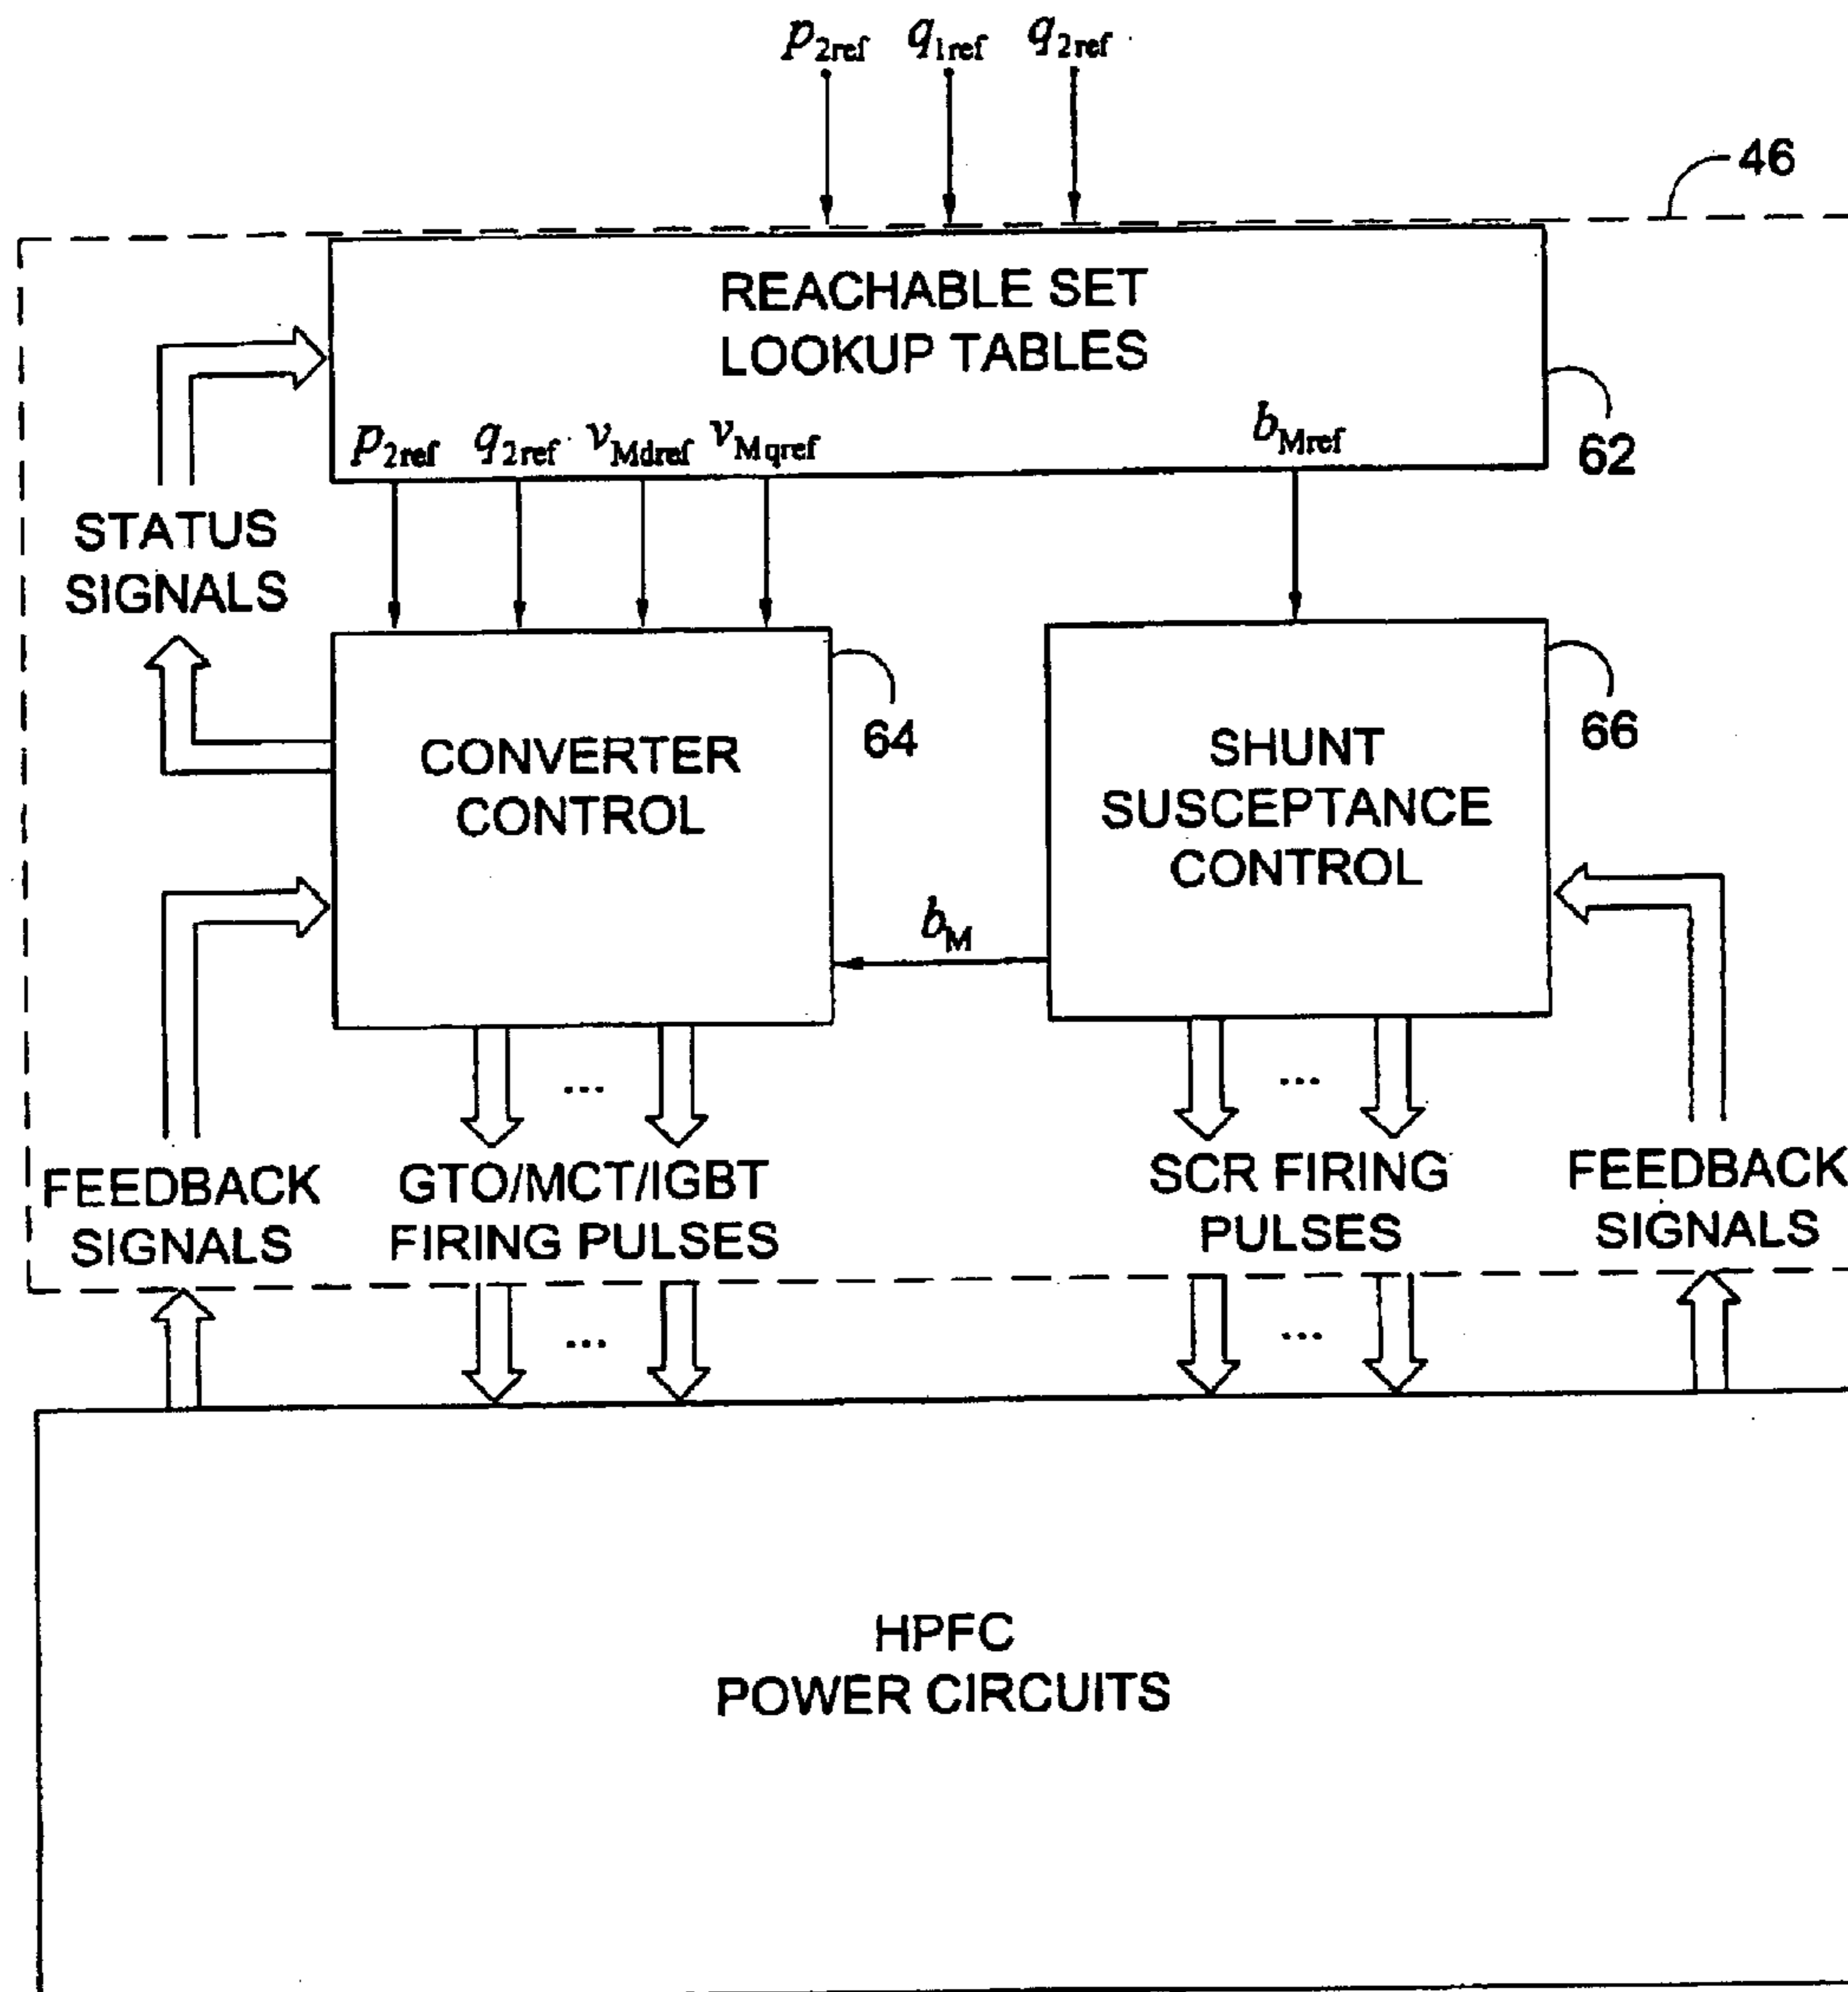 p2ref q1ref q2ref
46
REACHABLE SET
LOOKUP TABLES
p2ref q2ref vMdref vMqref bMref
62
STATUS
SIGNALS
CONVERTER
CONTROL
64
SHUNT
SUSCEPTANCE
CONTROL
66
bM
... ...
FEEDBACK
SIGNALS
GTO/MCT/IGBT
FIRING PULSES
SCR FIRING
PULSES
FEEDBACK
SIGNALS
... ...
HPFC
POWER CIRCUITS